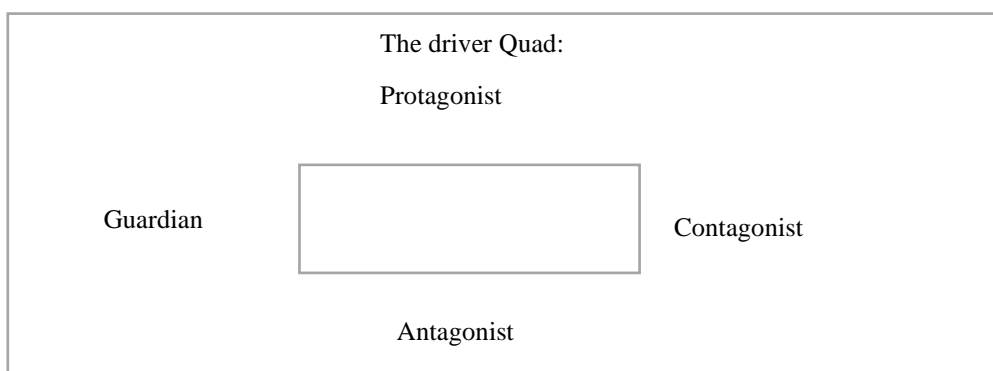 The driver Quad:
Protagonist
Guardian
Contagonist
Antagonist